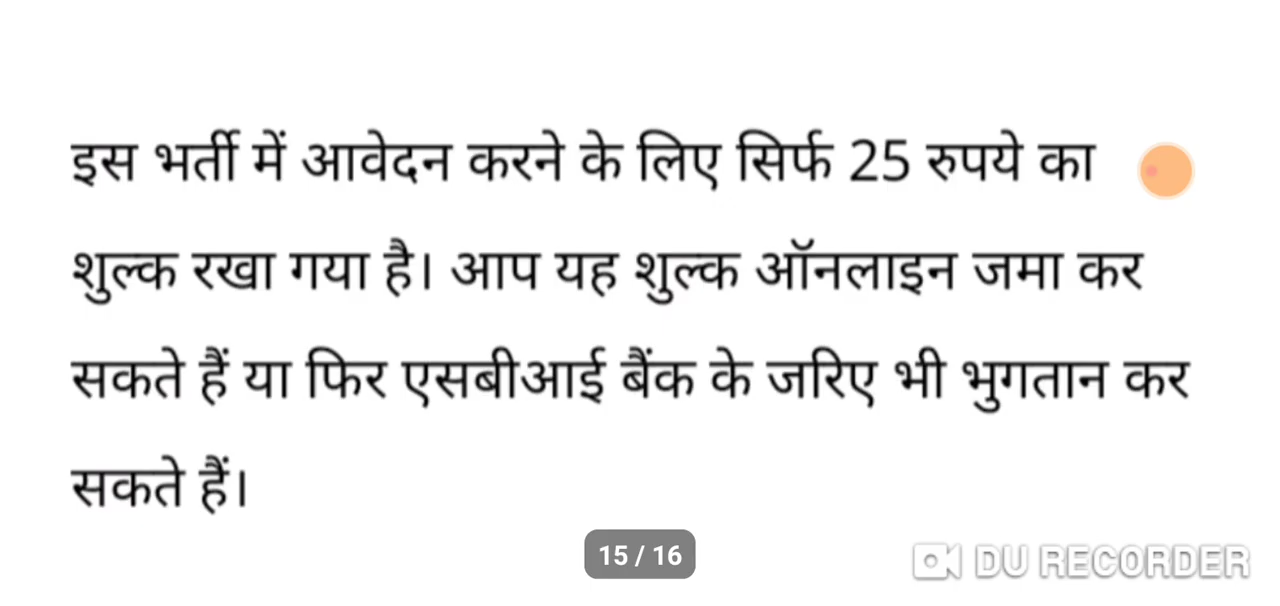 इस भर्ती में आवेदन करने के लिए सिर्फ 25 रुपये का
शुल्क रखा गया है। आप यह शुल्क ऑनलाइन जमा कर
सकते हैं या फिर एसबीआई बैंक के जरिए भी भुगतान कर
सकते हैं।
15 / 16
DU RECORDER